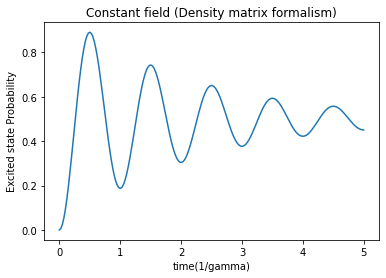 Constant field (Density matrix formalism)
Excited state Probability
0.8
0.6
0.4
0.2
0.0
0 1 2 3 4 5
time(1/gamma)